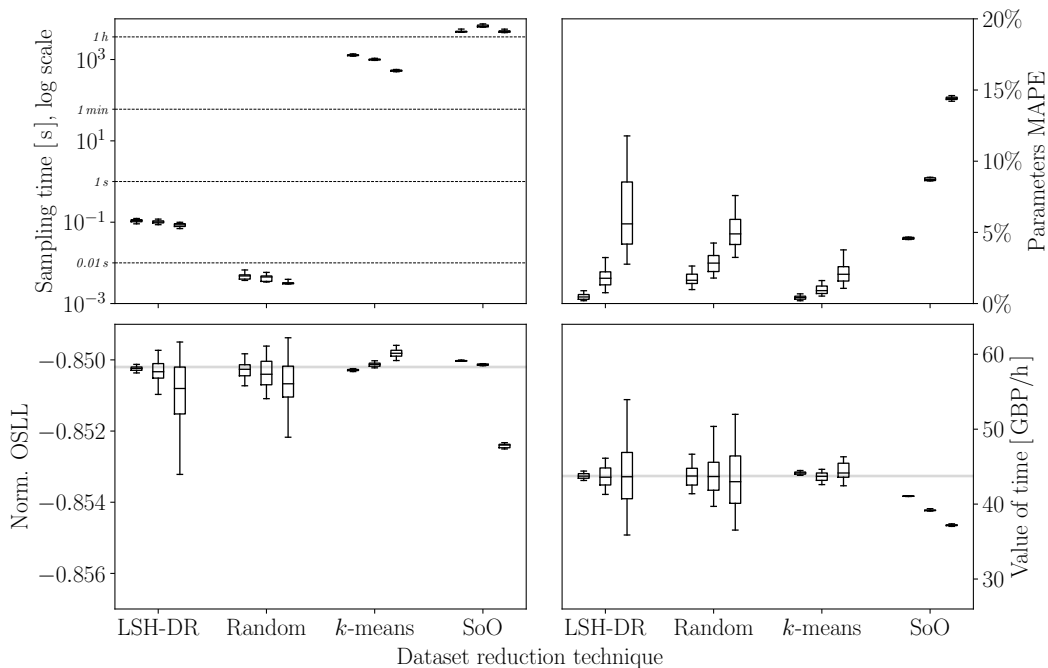 Sampling time [s], log scale
1 h
10^3
1 min
10^1
1 s
10^−1
0.01 s
10^−3
20%
15%
10%
5%
0%
Parameters MAPE
Norm. OSLL
−0.850
−0.852
−0.854
−0.856
60
50
40
30
Value of time [GBP/h]
LSH-DR Random k-means SoO
LSH-DR Random k-means SoO
Dataset reduction technique